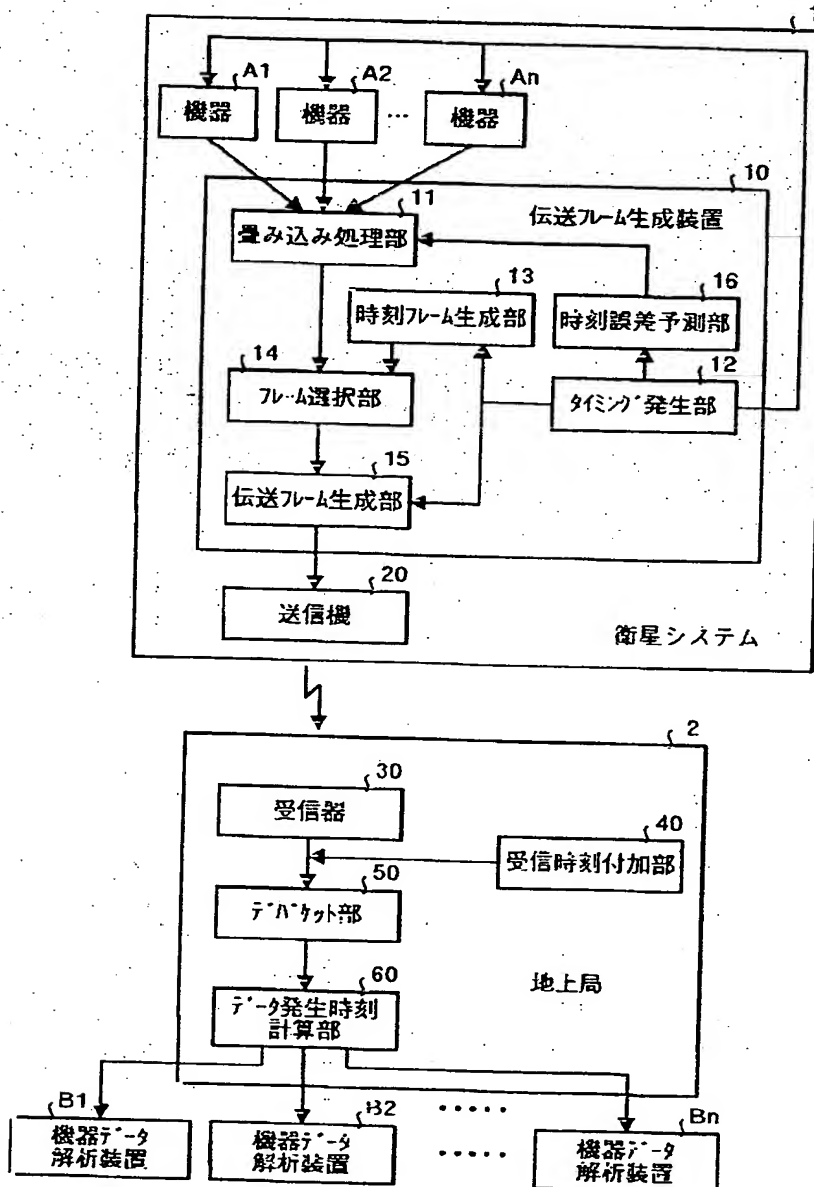 1
A1
A2
An
機器
機器
…
機器
10
11
伝送フレーム生成装置
畳み込み処理部
13
16
時刻フレーム生成部
時刻誤差予測部
14
12
フレーム選択部
タイミング発生部
15
伝送フレーム生成部
20
送信機
衛星システム
2
30
受信器
40
受信時刻付加部
50
デパケット部
60
データ発生時刻
計算部
地上局
B1
B2
.....
Bn
機器データ
解析装置
機器データ
解析装置
.....
機器データ
解析装置